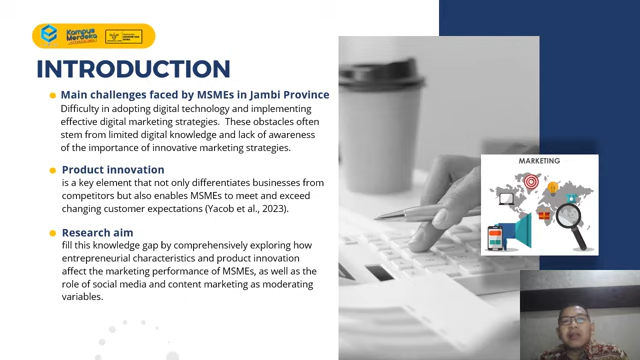 Kampus
Merdeka
INTRODUCTION
Main challenges faced by MSMEs in Jambi Province
Difficulty in adopting digital technology and implementing
effective digital marketing strategies. These obstacles often
stem from limited digital knowledge and lack of awareness
of the importance of innovative marketing strategies.
Product innovation
is a key element that not only differentiates businesses from
competitors but also enables MSMEs to meet and exceed
changing customer expectations (Yacob et al., 2023).
Research aim
fill this knowledge gap by comprehensively exploring how
entrepreneurial characteristics and product innovation
affect the marketing performance of MSMEs, as well as the
role of social media and content marketing as moderating
variables.
MARKETING